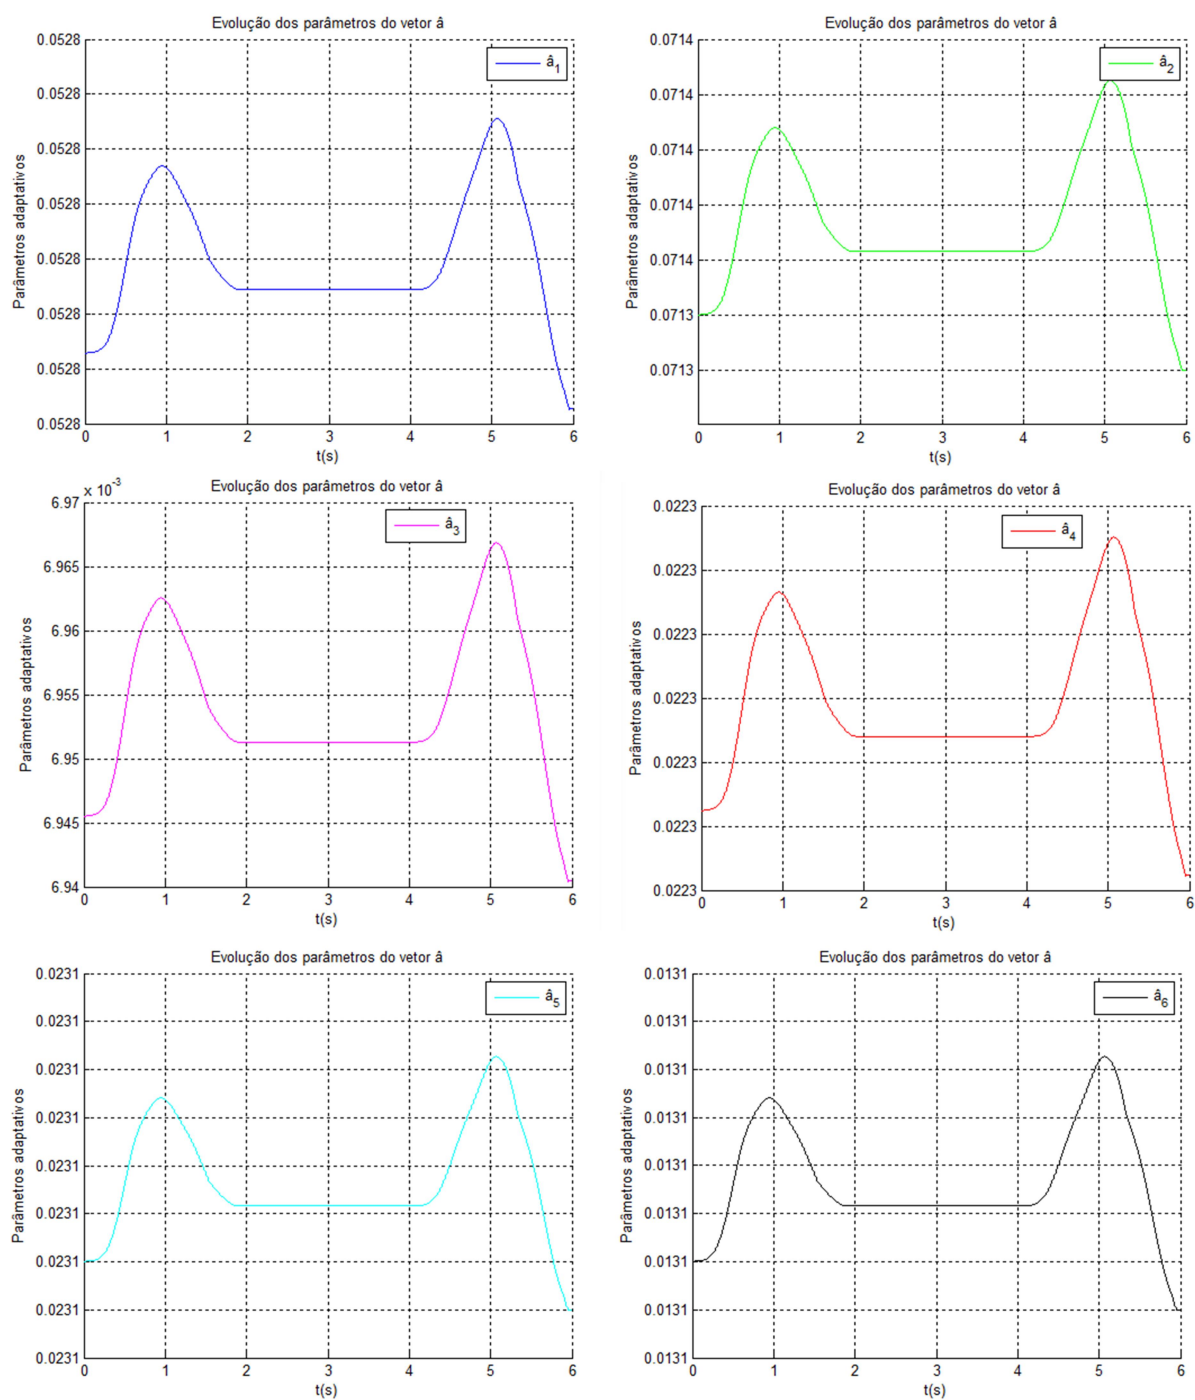 Evolução dos parâmetros do vetor â
0.0528
0.0528
0.0528
0.0528
0.0528
0.0528
0.0528
0.0528
Parâmetros adaptativos
â1
0 1 2 3 4 5 6
t(s)
Evolução dos parâmetros do vetor â
0.0714
0.0714
0.0714
0.0714
0.0714
0.0713
0.0713
Parâmetros adaptativos
â2
0 1 2 3 4 5 6
t(s)
Evolução dos parâmetros do vetor â
x 10-3
6.97
6.965
6.96
6.955
6.95
6.945
6.94
Parâmetros adaptativos
â3
0 1 2 3 4 5 6
t(s)
Evolução dos parâmetros do vetor â
0.0223
0.0223
0.0223
0.0223
0.0223
0.0223
0.0223
Parâmetros adaptativos
â4
0 1 2 3 4 5 6
t(s)
Evolução dos parâmetros do vetor â
0.0231
0.0231
0.0231
0.0231
0.0231
0.0231
0.0231
0.0231
0.0231
Parâmetros adaptativos
â5
0 1 2 3 4 5 6
t(s)
Evolução dos parâmetros do vetor â
0.0131
0.0131
0.0131
0.0131
0.0131
0.0131
0.0131
0.0131
0.0131
Parâmetros adaptativos
â6
0 1 2 3 4 5 6
t(s)